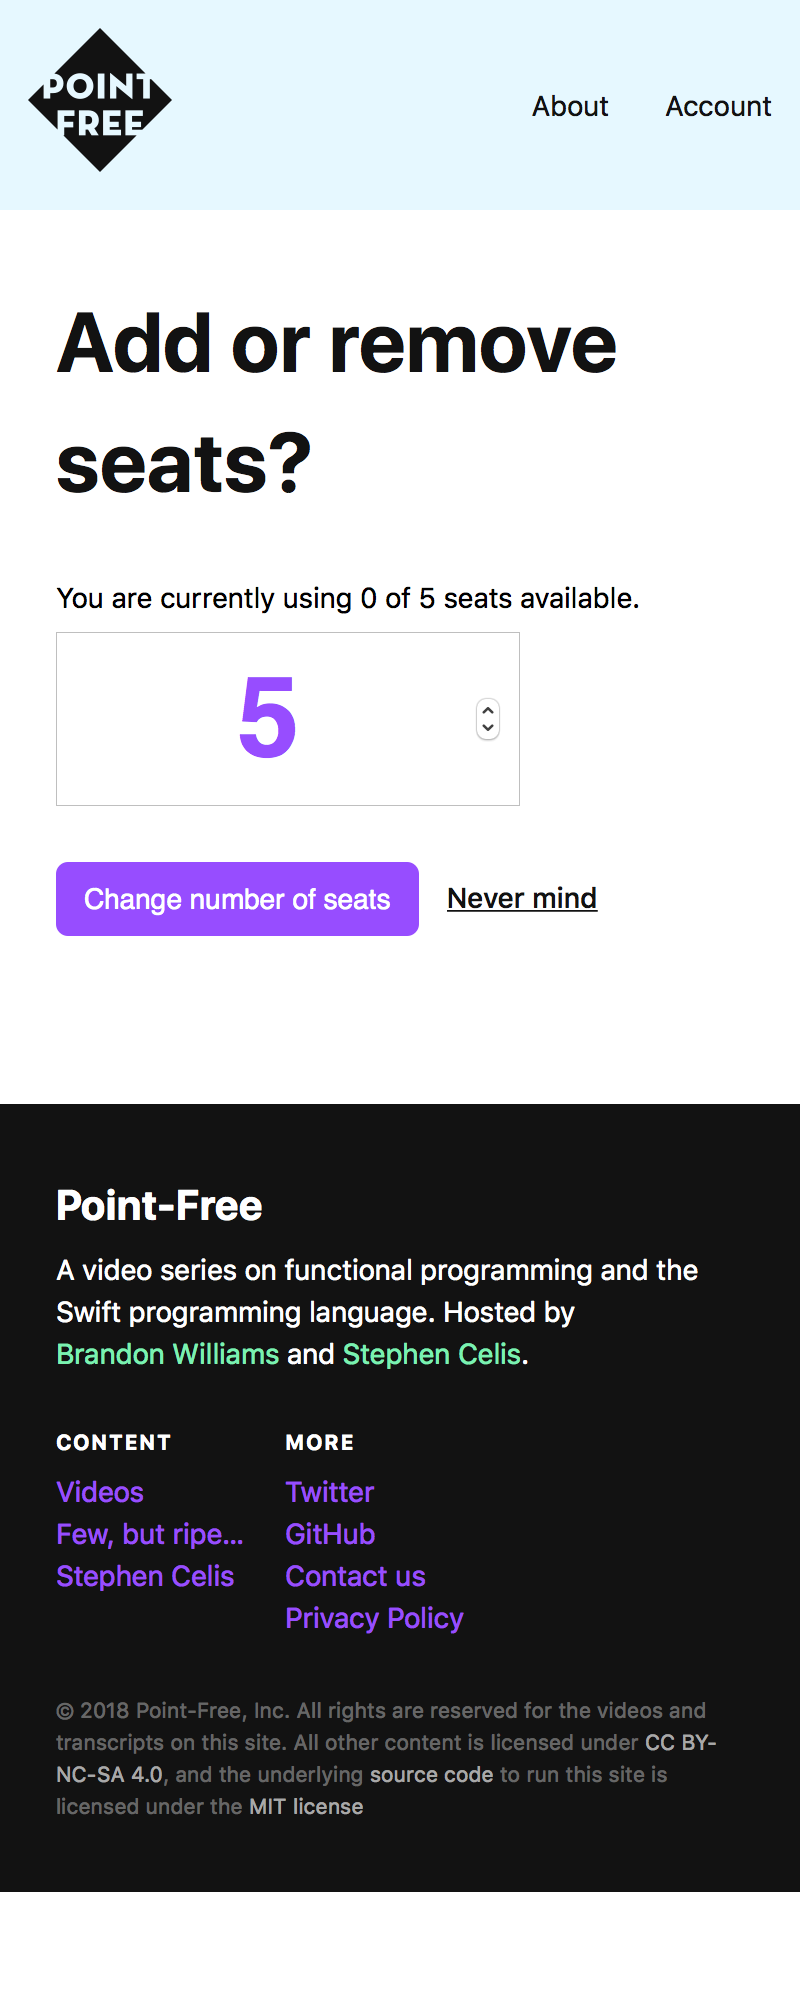 POINT
FREE
About Account
Add or remove
seats?
You are currently using 0 of 5 seats available.
5
Change number of seats Never mind
Point-Free
A video series on functional programming and the
Swift programming language. Hosted by
Brandon Williams and Stephen Celis.
CONTENT
Videos
Few, but ripe...
Stephen Celis
MORE
Twitter
GitHub
Contact us
Privacy Policy
© 2018 Point-Free, Inc. All rights are reserved for the videos and
transcripts on this site. All other content is licensed under CC BY-
NC-SA 4.0, and the underlying source code to run this site is
licensed under the MIT license